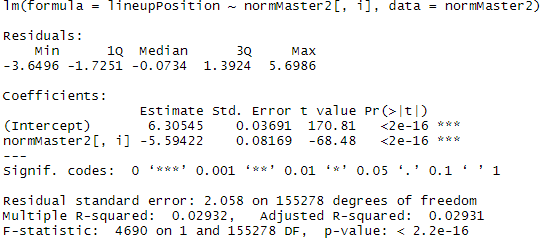 lm(formula = lineupPosition ~ normMaster2[, i], data = normMaster2)
Residuals:
Min 1Q Median 3Q Max
-3.6496 -1.7251 -0.0734 1.3924 5.6986
Coefficients:
Estimate Std. Error t value Pr(>|t|)
(Intercept) 6.30545 0.03691 170.81 <2e-16 ***
normMaster2[, i] -5.59422 0.08169 -68.48 <2e-16 ***
---
Signif. codes: 0 ‘***’ 0.001 ‘**’ 0.01 ‘*’ 0.05 ‘.’ 0.1 ‘ ’ 1
Residual standard error: 2.058 on 155278 degrees of freedom
Multiple R-squared: 0.02932, Adjusted R-squared: 0.02931
F-statistic: 4690 on 1 and 155278 DF, p-value: < 2.2e-16